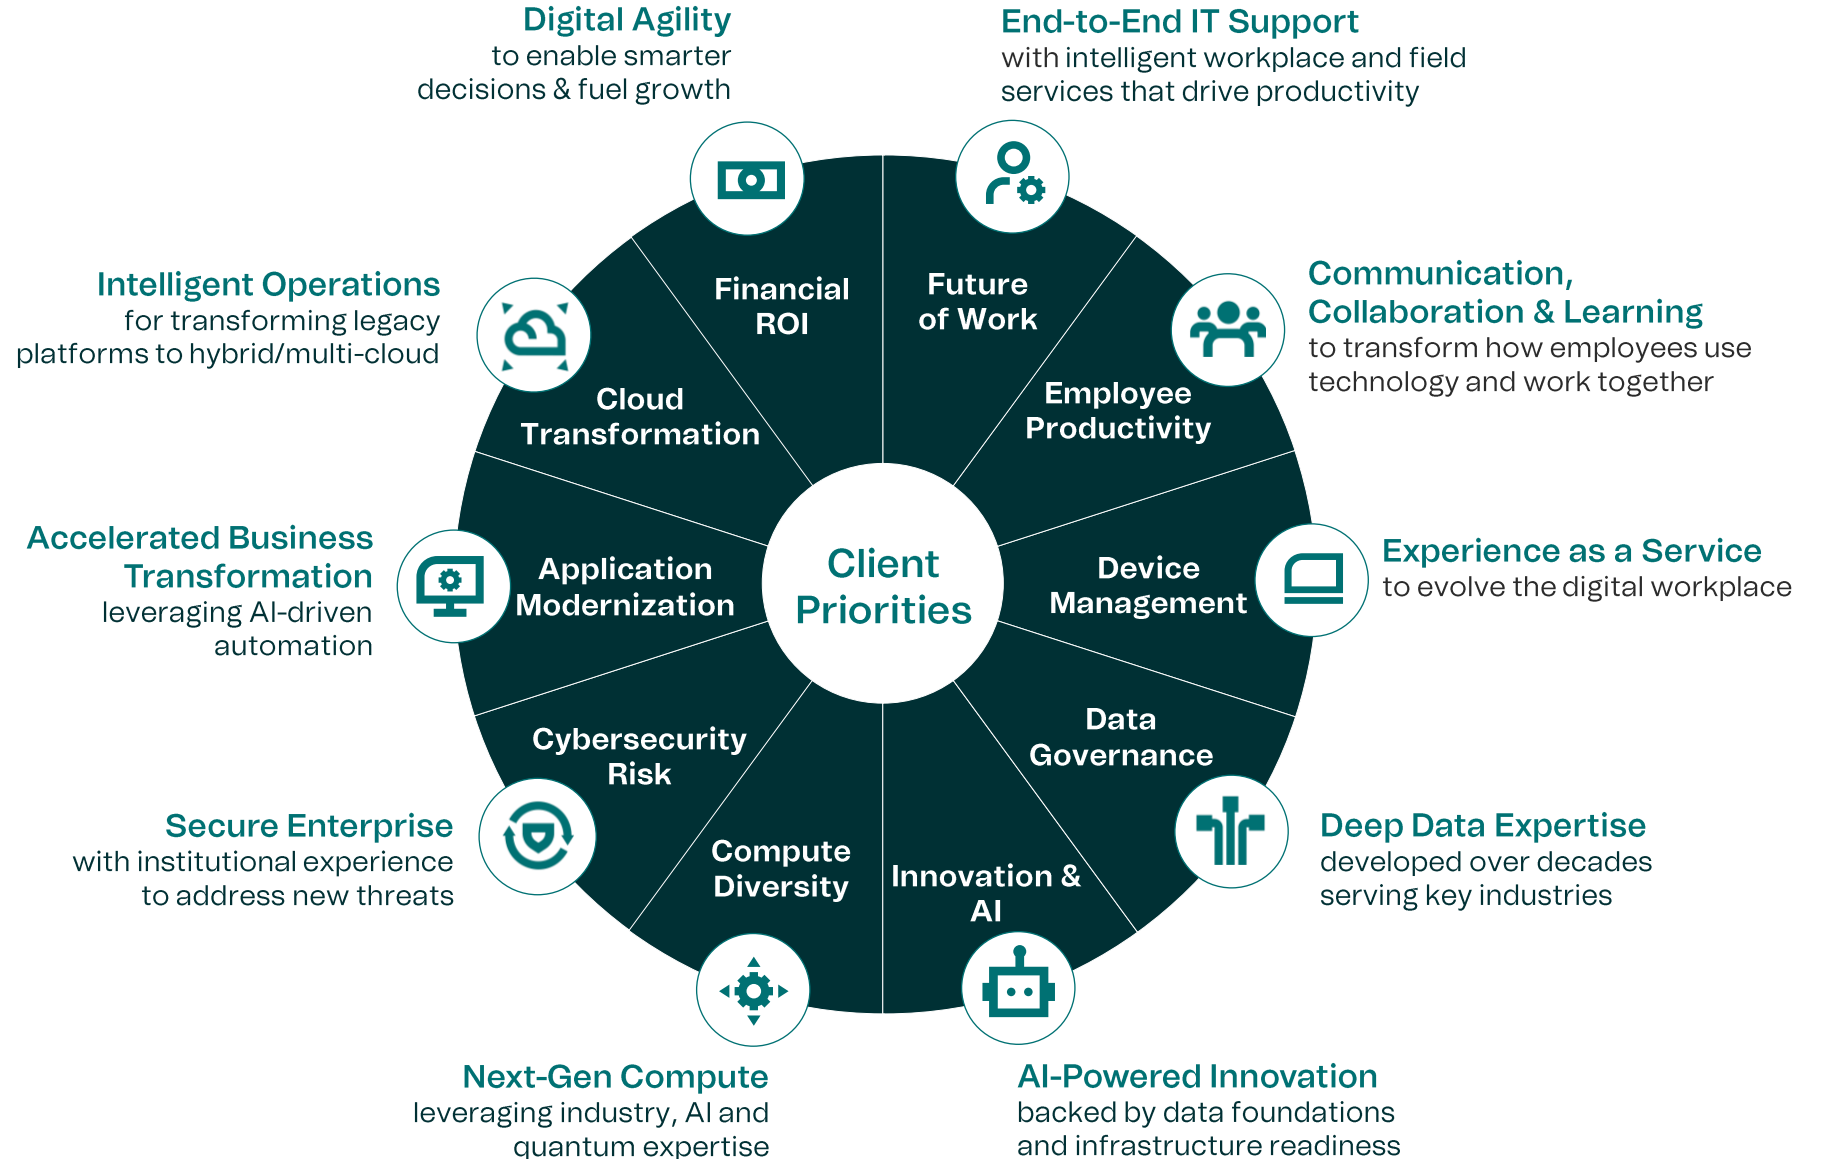 Digital Agility
to enable smarter
decisions & fuel growth
End-to-End IT Support
with intelligent workplace and field
services that drive productivity
Intelligent Operations
for transforming legacy
platforms to hybrid/multi-cloud
Communication,
Collaboration & Learning
to transform how employees use
technology and work together
Accelerated Business
Transformation
leveraging AI-driven
automation
Experience as a Service
to evolve the digital workplace
Secure Enterprise
with institutional experience
to address new threats
Deep Data Expertise
developed over decades
serving key industries
Next-Gen Compute
leveraging industry, AI and
quantum expertise
AI-Powered Innovation
backed by data foundations
and infrastructure readiness
Financial
ROI
Future
of Work
Cloud
Transformation
Employee
Productivity
Application
Modernization
Client
Priorities
Device
Management
Cybersecurity
Risk
Data
Governance
Compute
Diversity
Innovation &
AI